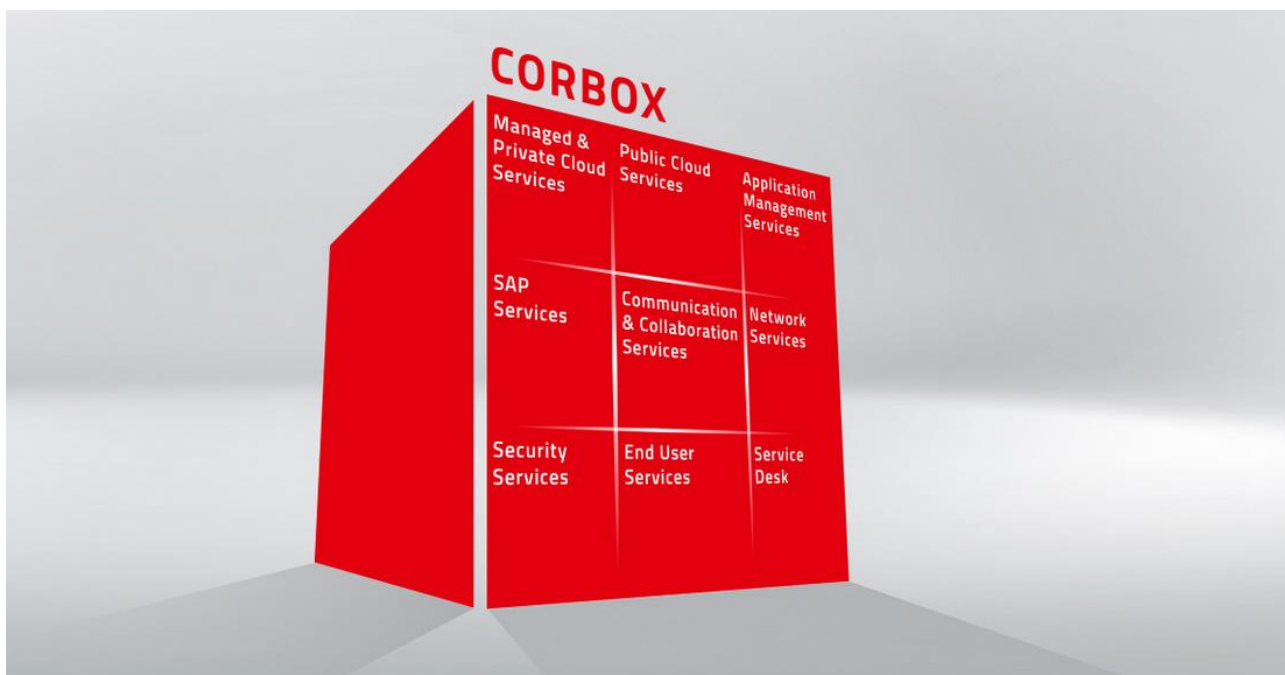 CORBOX
Managed &
Private Cloud
Services
Public Cloud
Services
Application
Management
Services
SAP
Services
Communication
& Collaboration
Services
Network
Services
Security
Services
End User
Services
Service
Desk